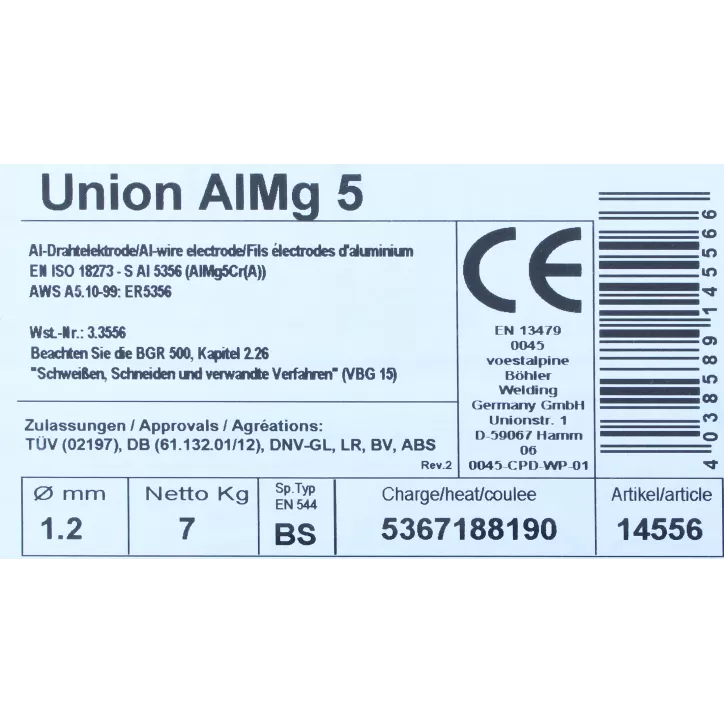 Union AlMg 5
Al-Drahtelektrode/Al-wire electrode/Fils électrodes d'aluminium
EN ISO 18273 - S Al 5356 (AlMg5Cr(A))
AWS A5.10-99: ER5356
Wst.-Nr.: 3.3556
Beachten Sie die BGR 500, Kapitel 2.26
"Schweißen, Schneiden und verwandte Verfahren" (VBG 15)
Zulassungen / Approvals / Agréations:
TÜV (02197), DB (61.132.01/12), DNV-GL, LR, BV, ABS
Rev.2
CE
EN 13479
0045
voestalpine
Böhler
Welding
Germany GmbH
Unionstr. 1
D-59067 Hamm
06
0045-CPD-WP-01
4038589145566
Ø mm
1.2
Netto Kg
7
Sp.Typ
EN 544
BS
Charge/heat/coulee
5367188190
Artikel/article
14556